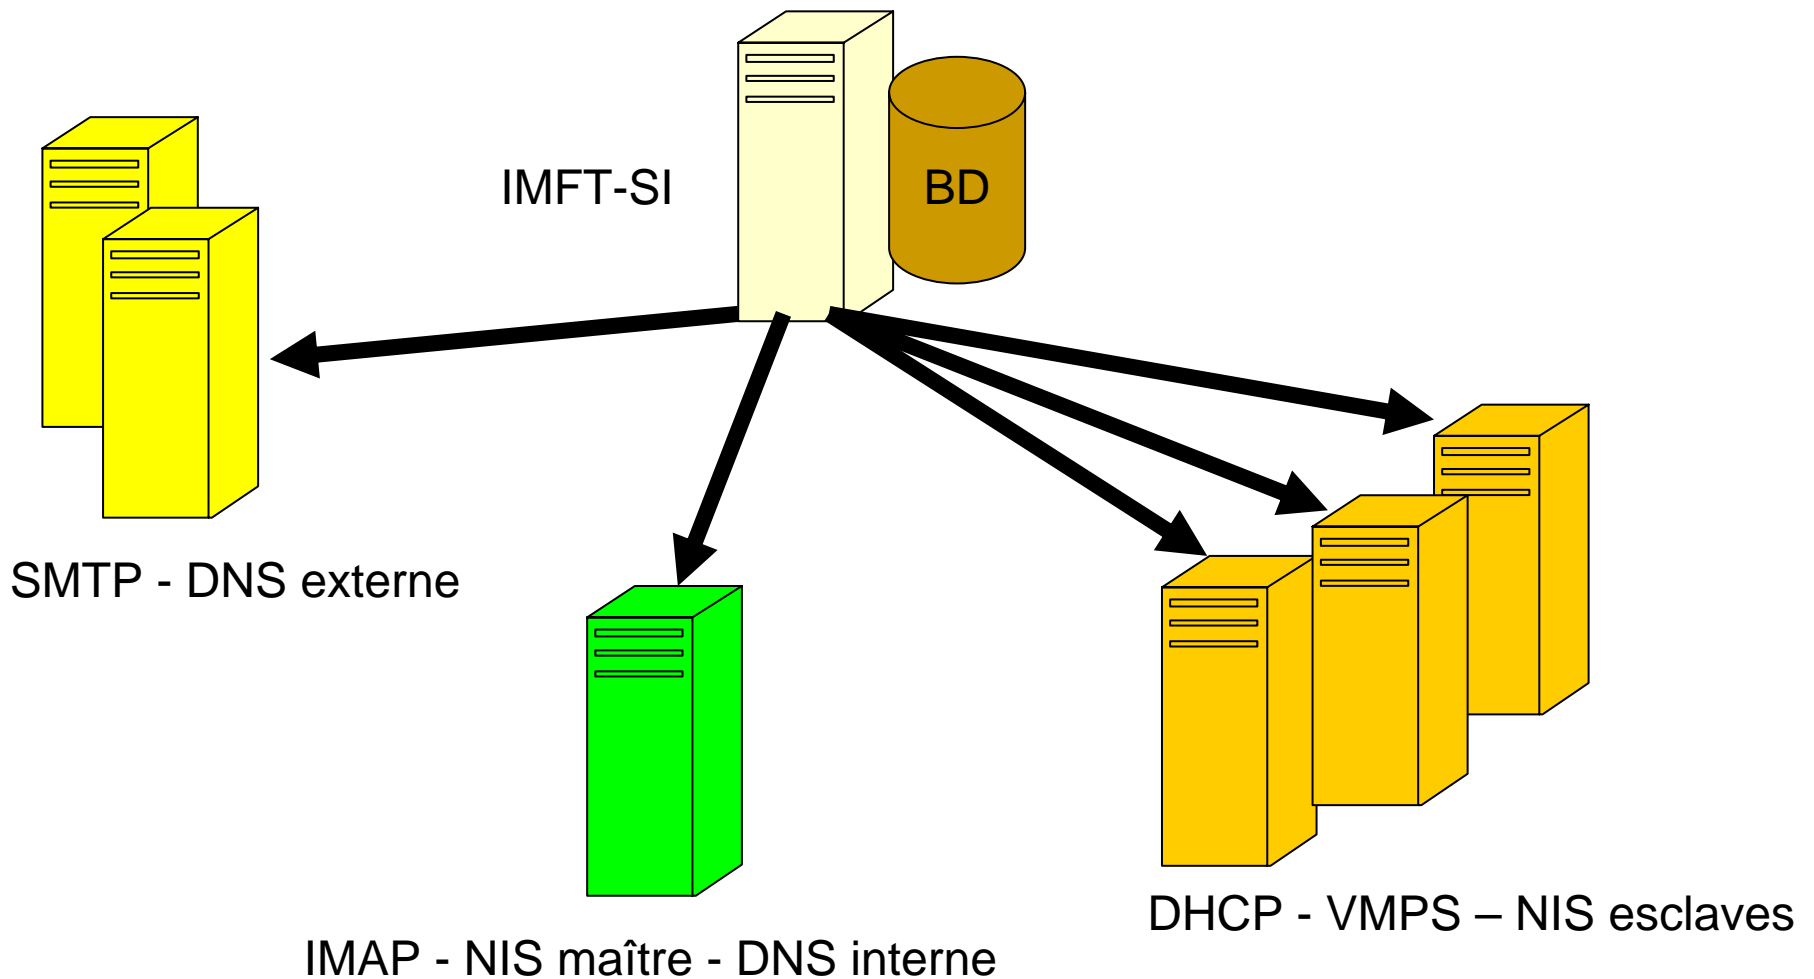 IMFT-SI
BD
SMTP - DNS externe
DHCP - VMPS – NIS esclaves
IMAP - NIS maître - DNS interne